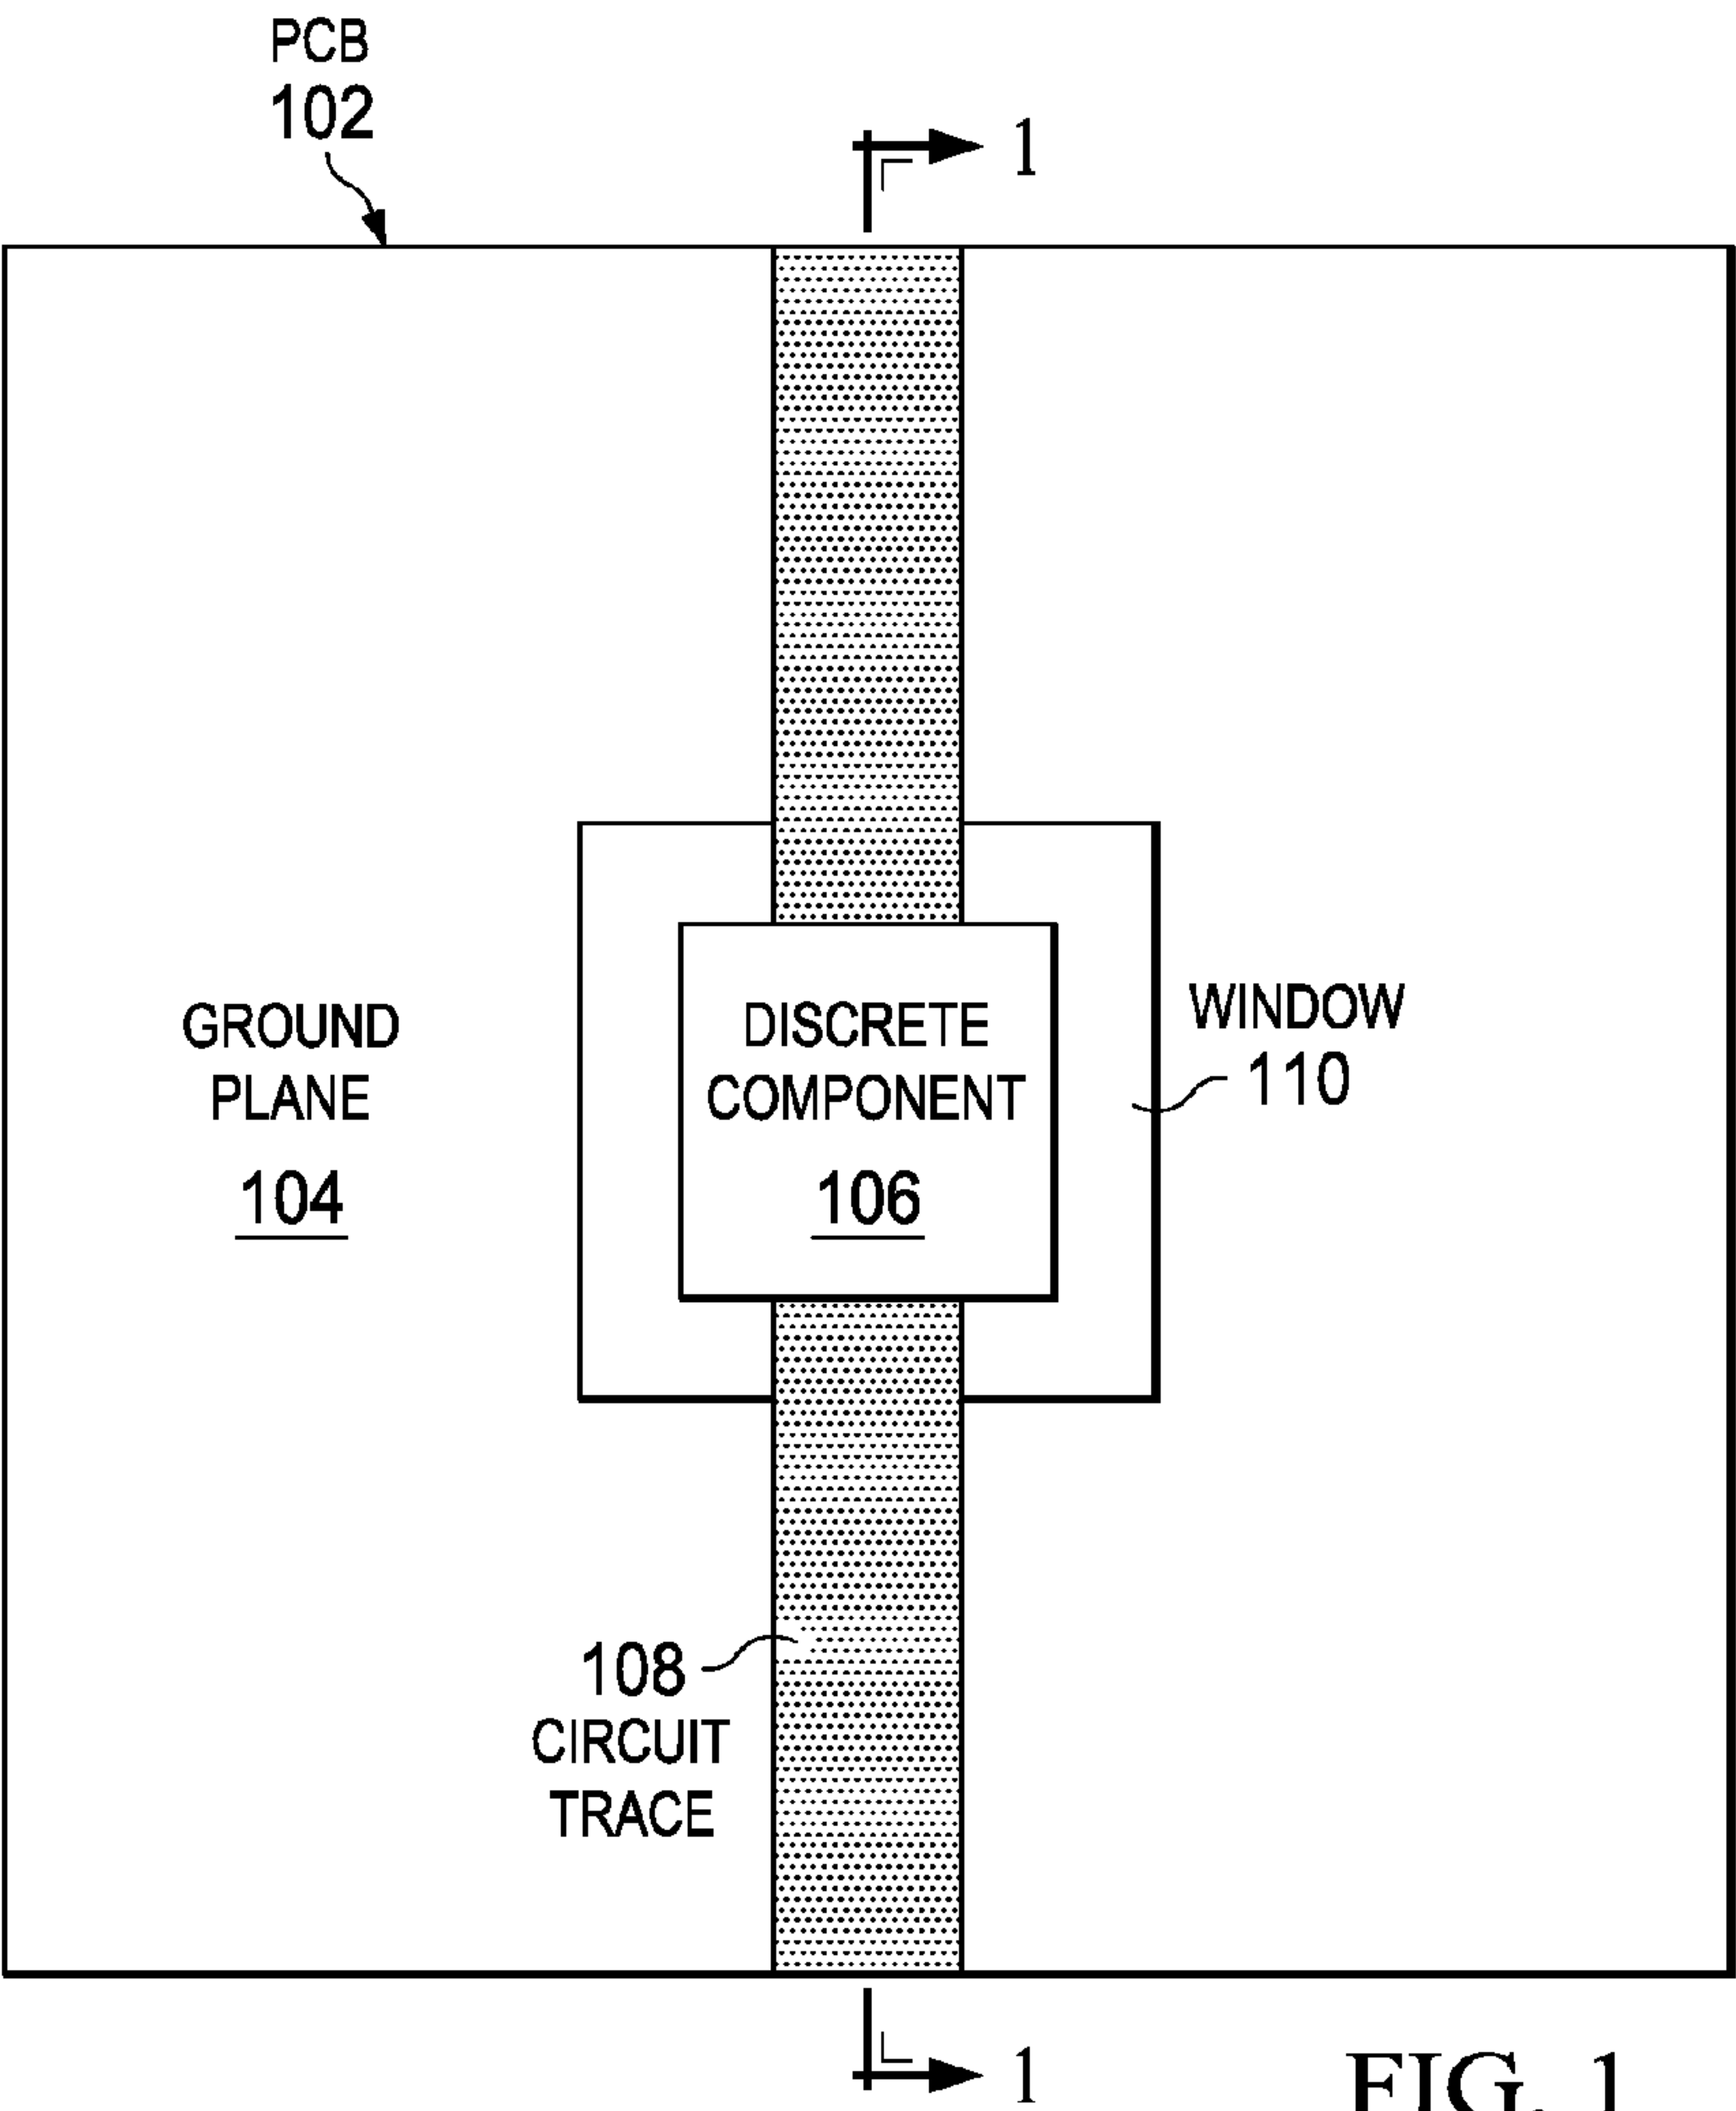 PCB
102
1
GROUND
PLANE
104
DISCRETE
COMPONENT
106
WINDOW
110
108
CIRCUIT
TRACE
1
FIG. 1